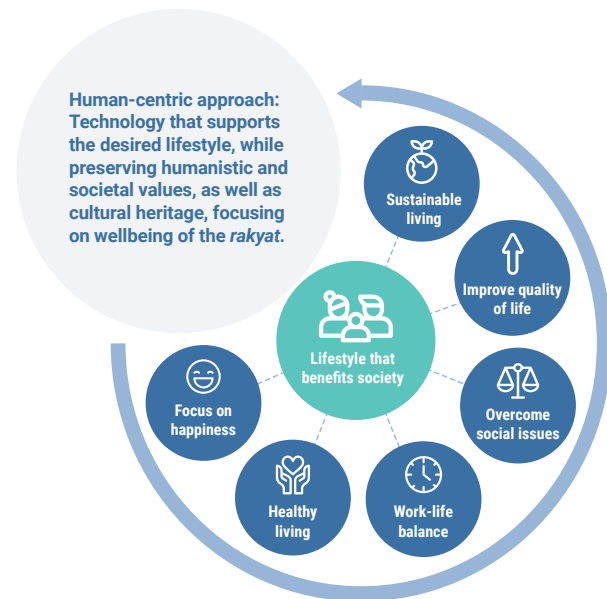 Human-centric approach:
Technology that supports
the desired lifestyle, while
preserving humanistic and
societal values, as well as
cultural heritage, focusing
on wellbeing of the rakyat.
Sustainable
living
Improve quality
of life
Lifestyle that
benefits society
Overcome
social issues
Focus on
happiness
Healthy
living
Work-life
balance